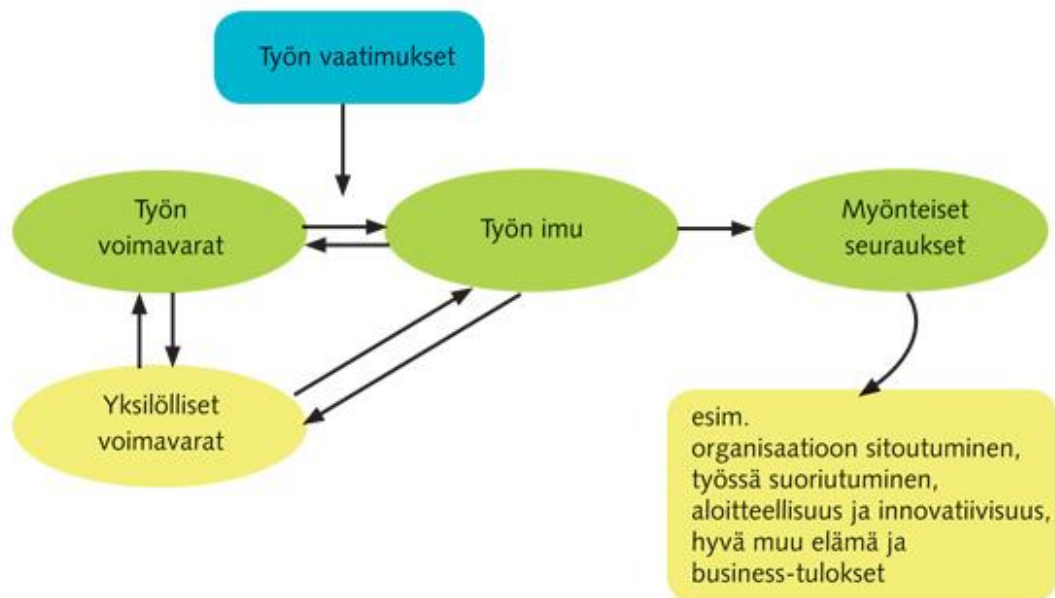 Työn vaatimukset
Työn
voimavarat
Työn imu
Myönteiset
seuraukset
Yksilölliset
voimavarat
esim.
organisaatioon sitoutuminen,
työssä suoriutuminen,
aloitteellisuus ja innovatiivisuus,
hyvä muu elämä ja
business-tulokset